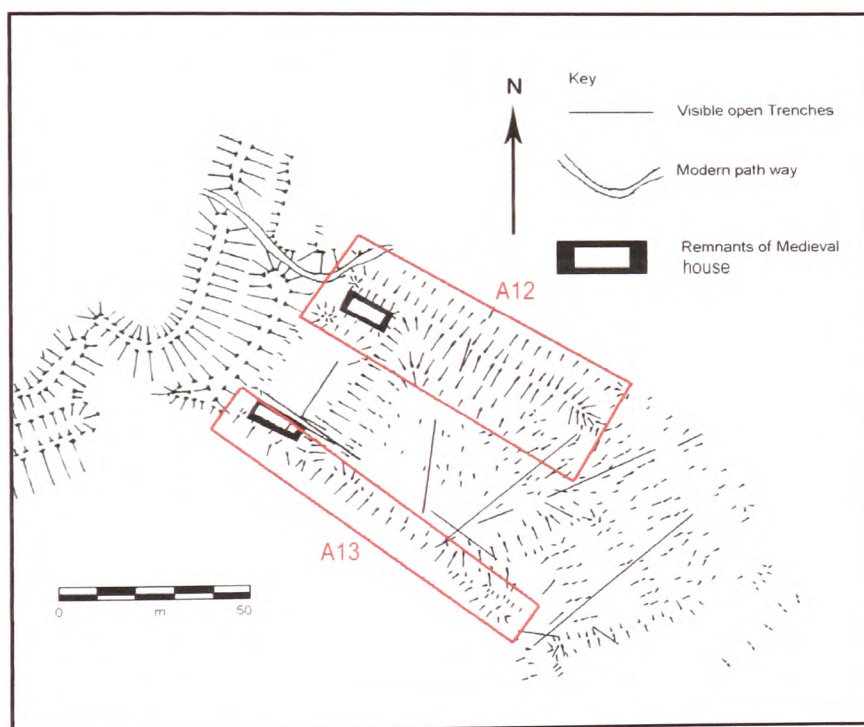 N
Key
Visible open Trenches
Modern path way
Remnants of Medieval
house
A12
A13
0 m 50